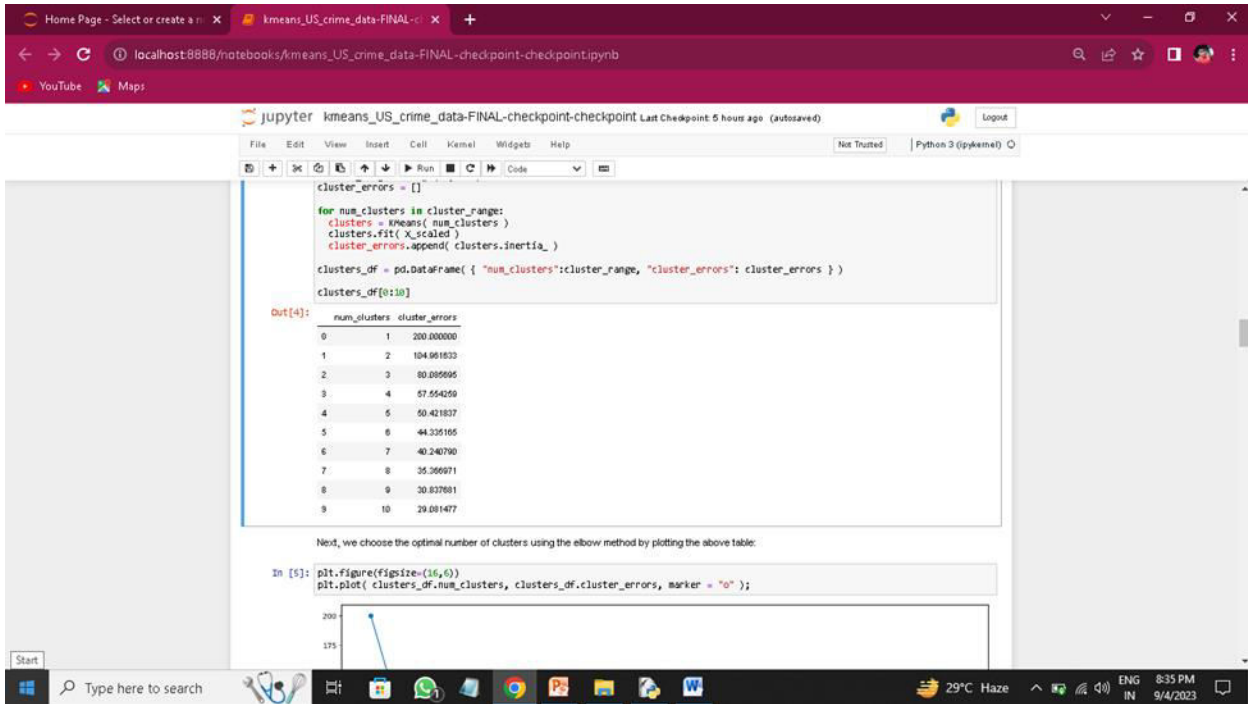 Home Page - Select or create a n
kmeans_US_crime_data-FINAL-c
localhost:8888/notebooks/kmeans_US_crime_data-FINAL-checkpoint-checkpoint.ipynb
YouTube Maps
jupyter kmeans_US_crime_data-FINAL-checkpoint-checkpoint Last Checkpoint: 5 hours ago (autosaved)
Logout
File Edit View Insert Cell Kernel Widgets Help
Not Trusted
Python 3 (ipykernel)
Run
Code
cluster_errors = []
for num_clusters in cluster_range:
clusters = KMeans( num_clusters )
clusters.fit( X_scaled )
cluster_errors.append( clusters.inertia_ )
clusters_df = pd.DataFrame( { "num_clusters":cluster_range, "cluster_errors": cluster_errors } )
clusters_df[0:10]
Out[4]:
num_clusters cluster_errors
0 1 200.000000
1 2 104.961633
2 3 80.085695
3 4 57.554259
4 5 50.421837
5 6 44.335165
6 7 40.240790
7 8 35.366971
8 9 30.837681
9 10 29.081477
Next, we choose the optimal number of clusters using the elbow method by plotting the above table:
In [5]: plt.figure(figsize=(16,6))
plt.plot( clusters_df.num_clusters, clusters_df.cluster_errors, marker = "o" );
200
175
Start
Type here to search
29°C Haze
ENG
IN
8:35 PM
9/4/2023